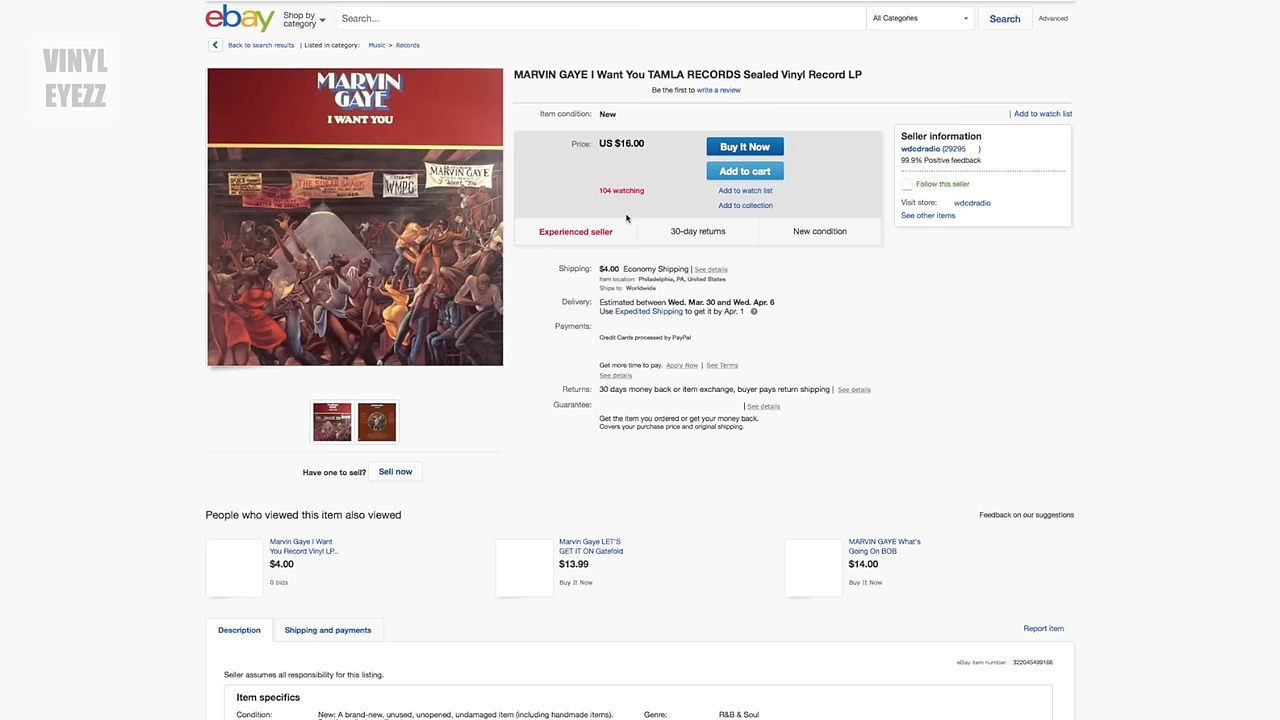 ebay
Shop by
category
Search...
All Categories
Search
Advanced
Back to search results | Listed in category: Music > Records
VINYL
EYEZZ
MARVIN
GAYE
I WANT YOU
THE SUGAR SHACK
WMPG
MARVIN GAYE
I Want You
MARVIN GAYE I Want You TAMLA RECORDS Sealed Vinyl Record LP
Be the first to write a review
Item condition: New
| Add to watch list
Price: US $16.00
Buy It Now
Add to cart
104 watching
Add to watch list
Add to collection
Experienced seller
30-day returns
New condition
Seller information
wdcdradio (29295 )
99.9% Positive feedback
Follow this seller
Visit store: wdcdradio
See other items
Shipping: $4.00 Economy Shipping | See details
Item location: Philadelphia, PA, United States
Ships to: Worldwide
Delivery: Estimated between Wed. Mar. 30 and Wed. Apr. 6
Use Expedited Shipping to get it by Apr. 1
Payments:
Credit Cards processed by PayPal
Get more time to pay. Apply Now | See Terms
See details
Returns: 30 days money back or item exchange, buyer pays return shipping | See details
Guarantee: | See details
Get the item you ordered or get your money back.
Covers your purchase price and original shipping.
Have one to sell? Sell now
People who viewed this item also viewed
Feedback on our suggestions
Marvin Gaye I Want
You Record Vinyl LP...
$4.00
0 bids
Marvin Gaye LET'S
GET IT ON Gatefold
$13.99
Buy It Now
MARVIN GAYE What's
Going On BOB
$14.00
Buy It Now
Description
Shipping and payments
Report item
eBay item number: 322045499166
Seller assumes all responsibility for this listing.
Item specifics
Condition: New: A brand-new, unused, unopened, undamaged item (including handmade items).
Genre: R&B & Soul